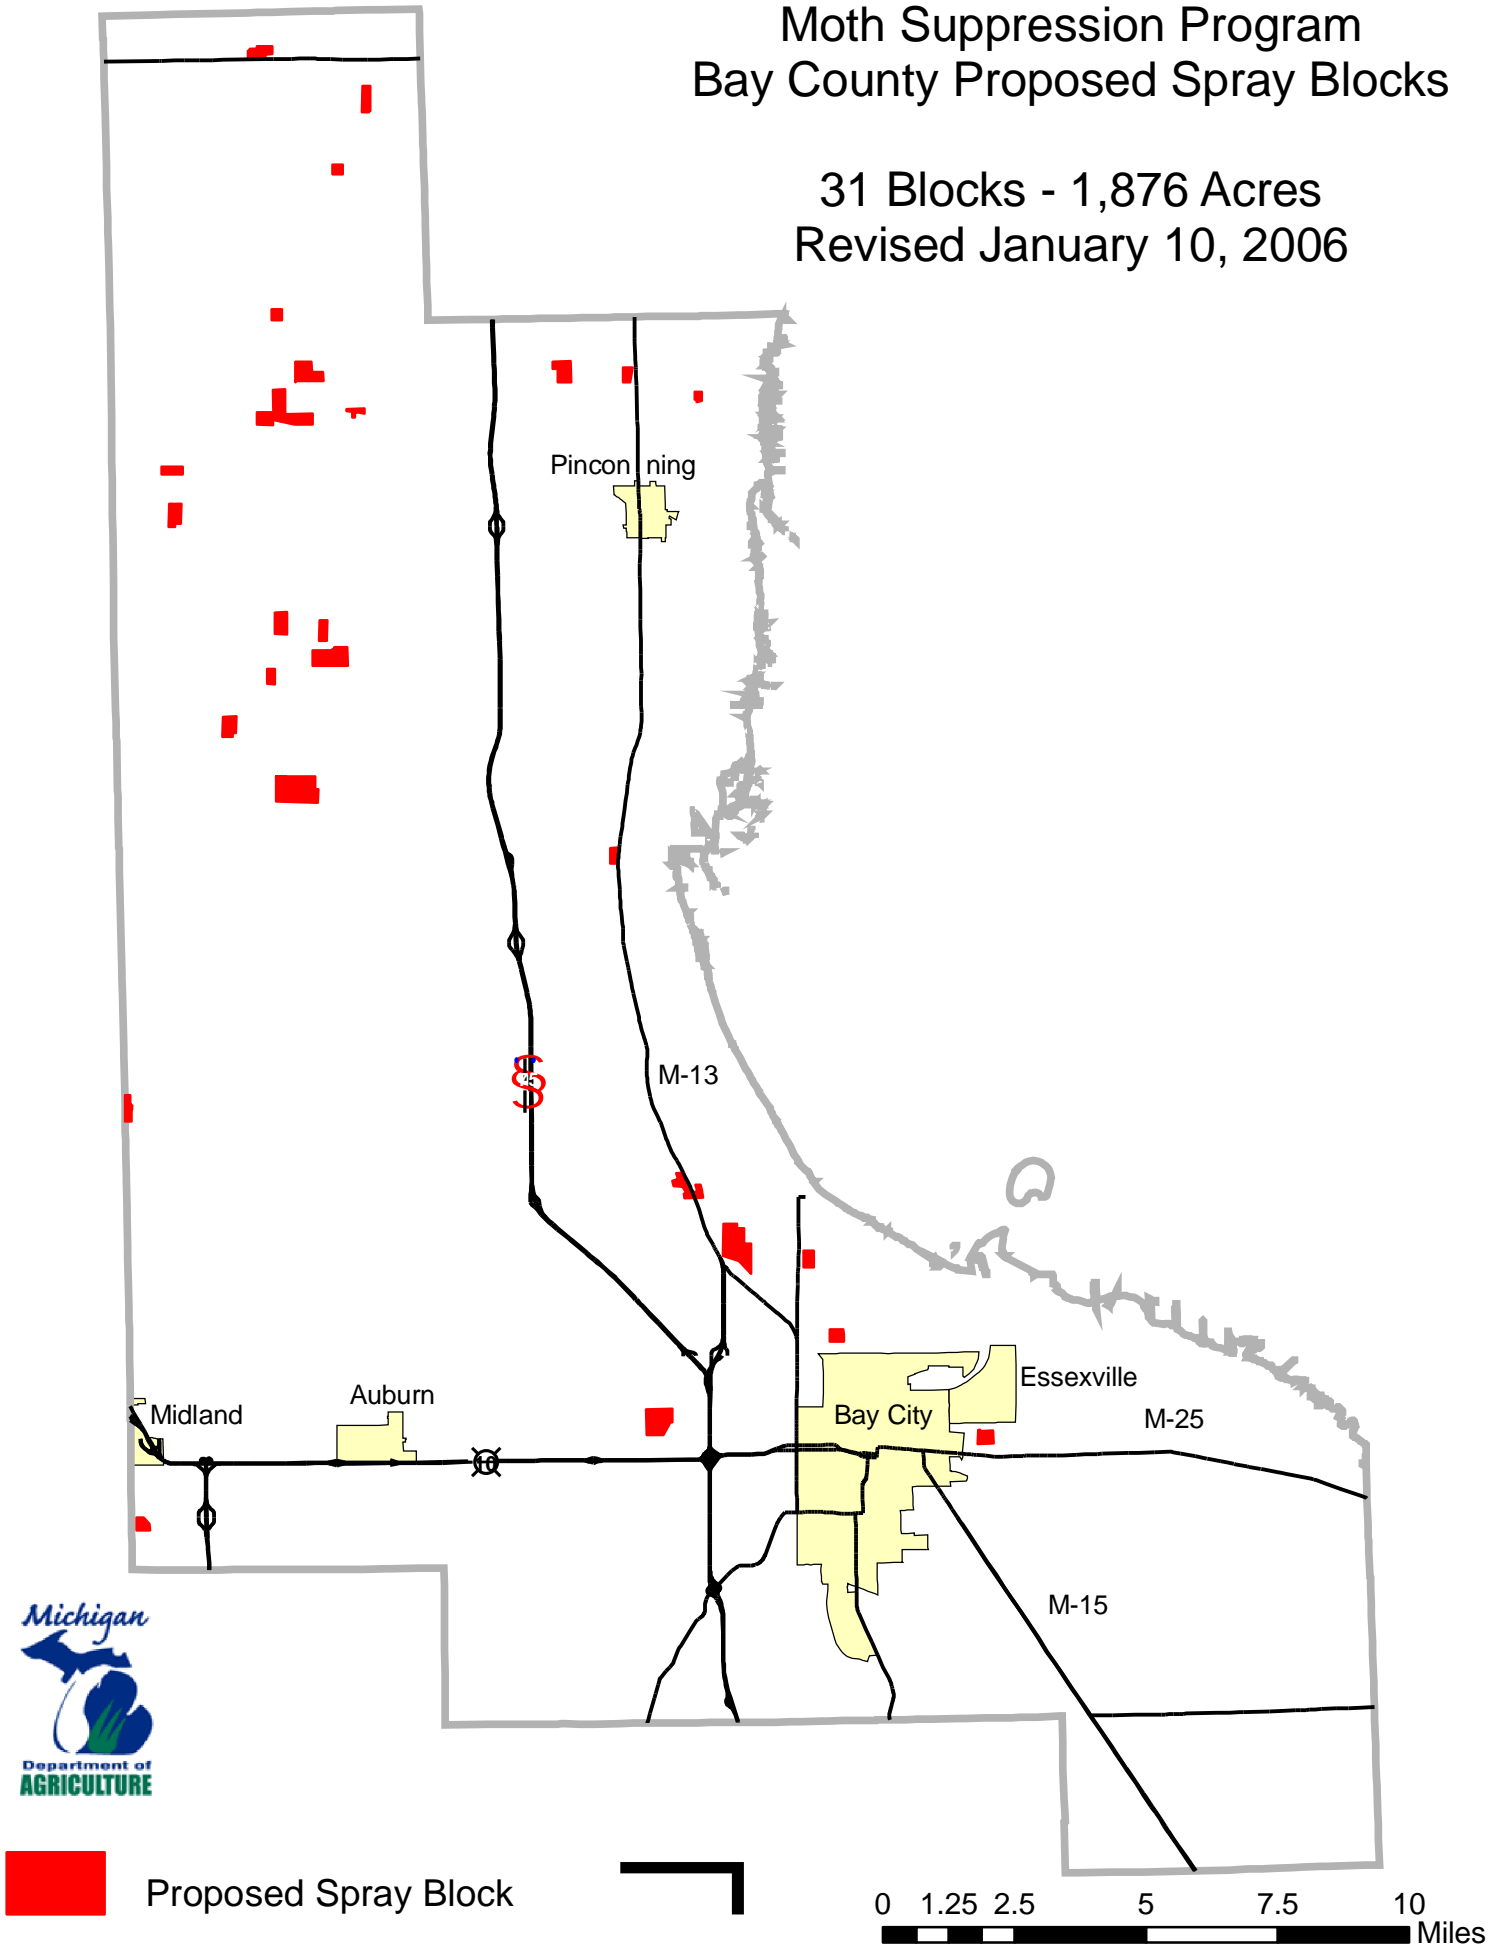 Moth Suppression Program
Bay County Proposed Spray Blocks
31 Blocks - 1,876 Acres
Revised January 10, 2006
Pincon ning
M-13
Essexville
Auburn
Midland
Bay City
M-25
10
M-15
Michigan
Department of
AGRICULTURE
Proposed Spray Block
0 1.25 2.5 5 7.5 10
Miles